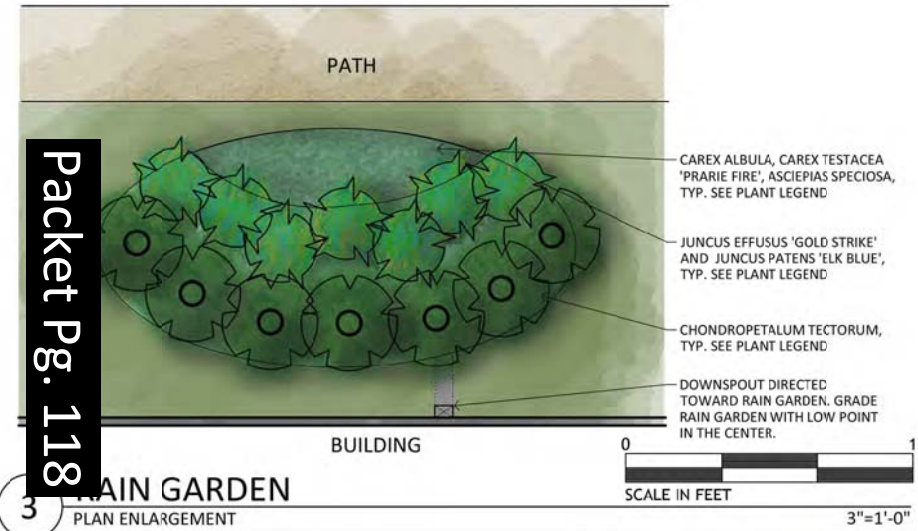 PATH
CAREX ALBULA, CAREX TESTACEA
'PRARIE FIRE', ASCIEPIAS SPECIOSA,
TYP. SEE PLANT LEGEND
JUNCUS EFFUSUS 'GOLD STRIKE'
AND JUNCUS PATENS 'ELK BLUE',
TYP. SEE PLANT LEGEND
CHONDROPETALUM TECTORUM,
TYP. SEE PLANT LEGEND
DOWNSPOUT DIRECTED
TOWARD RAIN GARDEN. GRADE
RAIN GARDEN WITH LOW POINT
IN THE CENTER.
BUILDING
0 1
SCALE IN FEET
3 RAIN GARDEN
PLAN ENLARGEMENT
3"=1'-0"
Packet Pg. 118